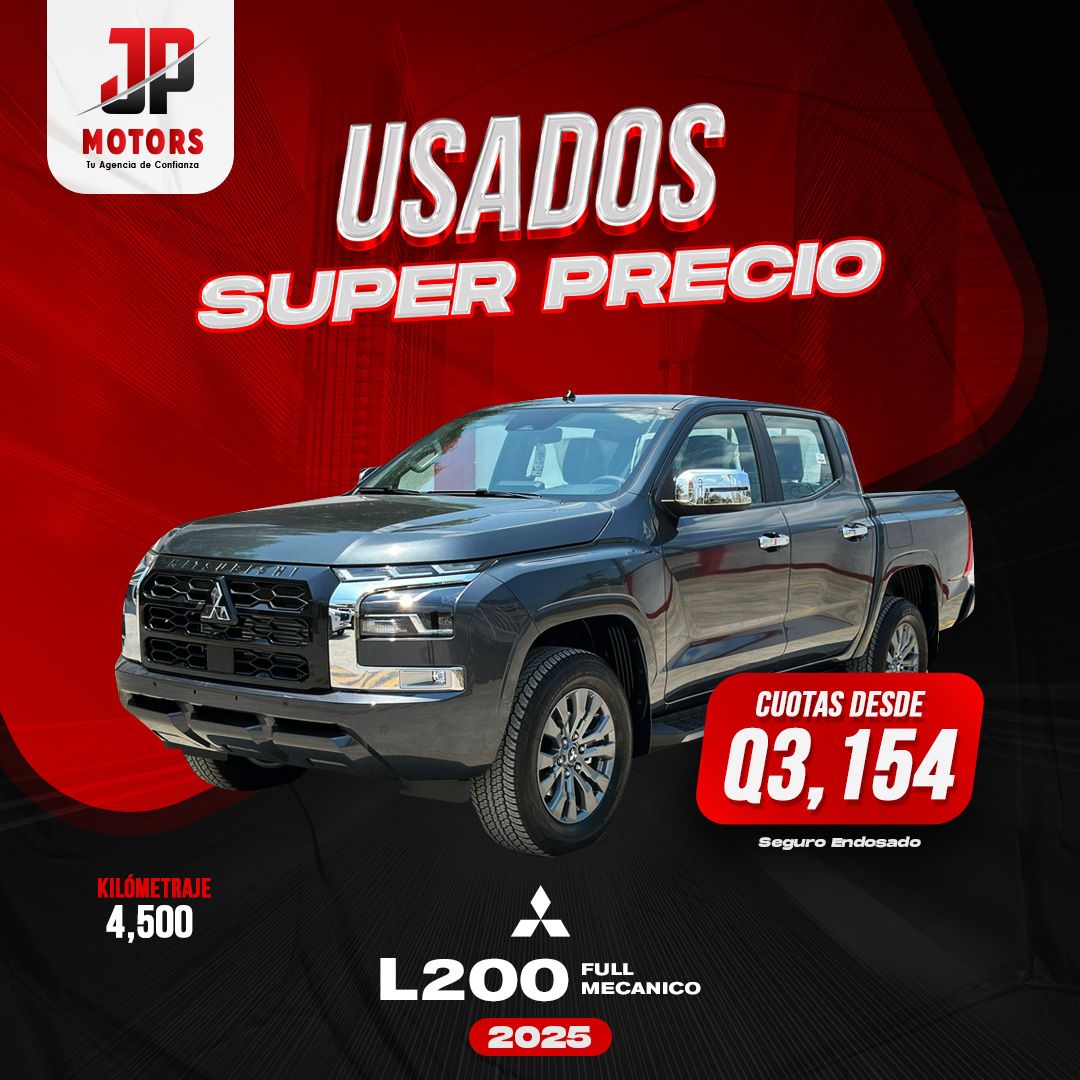 JP
MOTORS
Tu Agencia de Confianza
USADOS
SUPER PRECIO
MITSUBISHI
CUOTAS DESDE
Q3,154
Seguro Endosado
KILÓMETRAJE
4,500
L200 FULL
MECANICO
2025